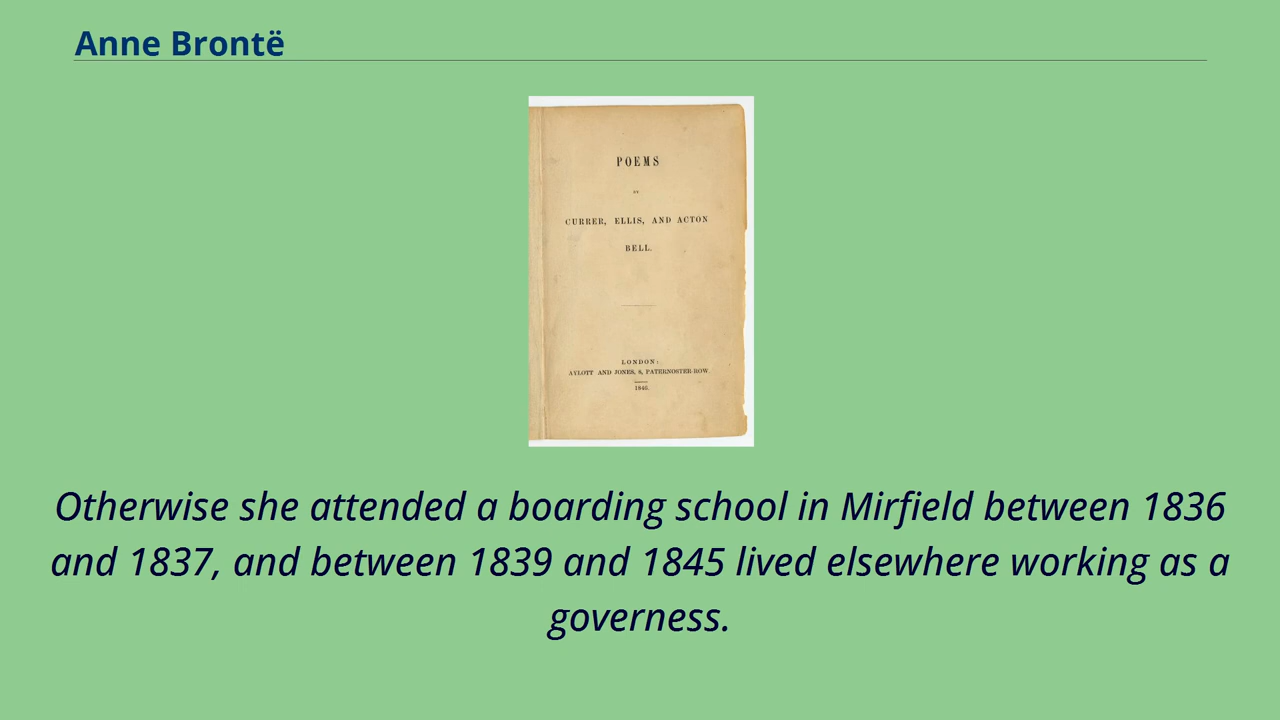 Anne Brontë
POEMS
BY
CURRER, ELLIS, AND ACTON
BELL.
LONDON:
AYLOTT AND JONES, 8, PATERNOSTER-ROW.
1846.
Otherwise she attended a boarding school in Mirfield between 1836
and 1837, and between 1839 and 1845 lived elsewhere working as a
governess.